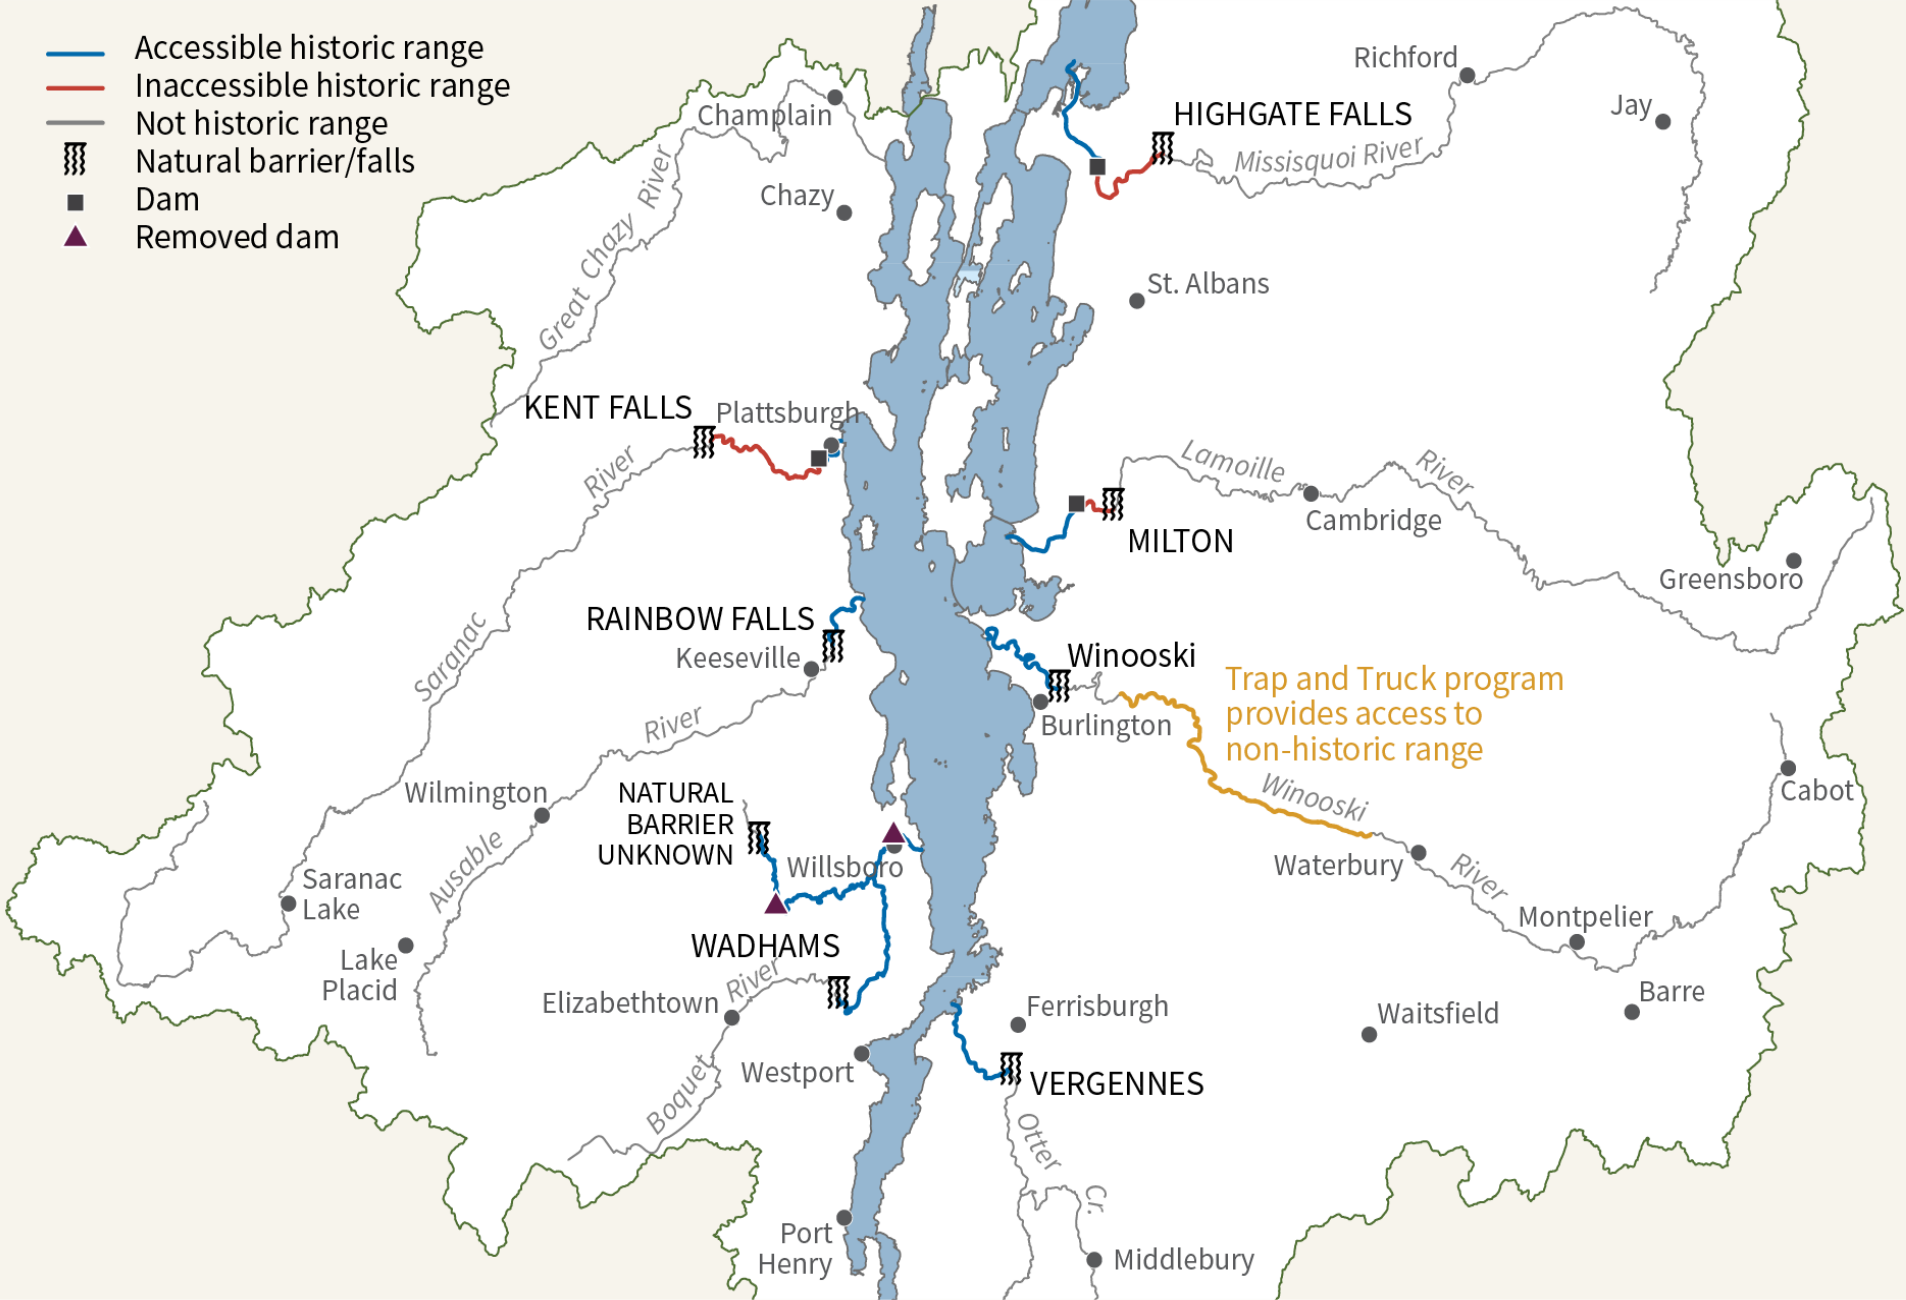 Accessible historic range
Inaccessible historic range
Not historic range
Natural barrier/falls
Dam
Removed dam
Richford
Champlain
HIGHGATE FALLS
Jay
Missisquoi River
Great Chazy River
Chazy
St. Albans
KENT FALLS
Plattsburgh
River
Saranac
Lamoille
River
Cambridge
MILTON
Greensboro
RAINBOW FALLS
Keeseville
Winooski
Burlington
Trap and Truck program
provides access to
non-historic range
River
Ausable
Wilmington
NATURAL
BARRIER
UNKNOWN
Willsboro
Winooski
River
Cabot
Waterbury
Saranac
Lake
Lake
Placid
Montpelier
WADHAMS
River
Boquet
Elizabethtown
Ferrisburgh
Waitsfield
Barre
Westport
VERGENNES
Otter
Cr.
Port
Henry
Middlebury